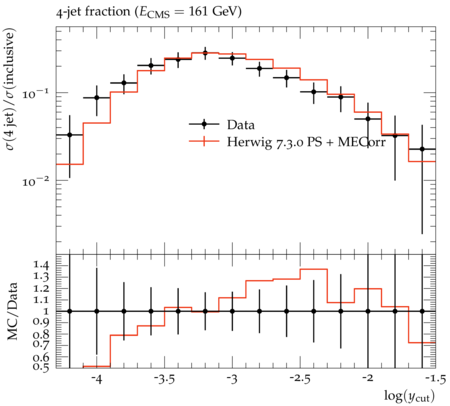 4-jet fraction (E_CMS = 161 GeV)
σ(4 jet)/σ(inclusive)
10⁻¹
10⁻²
Data
Herwig 7.3.0 PS + MECorr
MC/Data
1.4
1.3
1.2
1.1
1
0.9
0.8
0.7
0.6
0.5
-4 -3.5 -3 -2.5 -2 -1.5
log(y_cut)